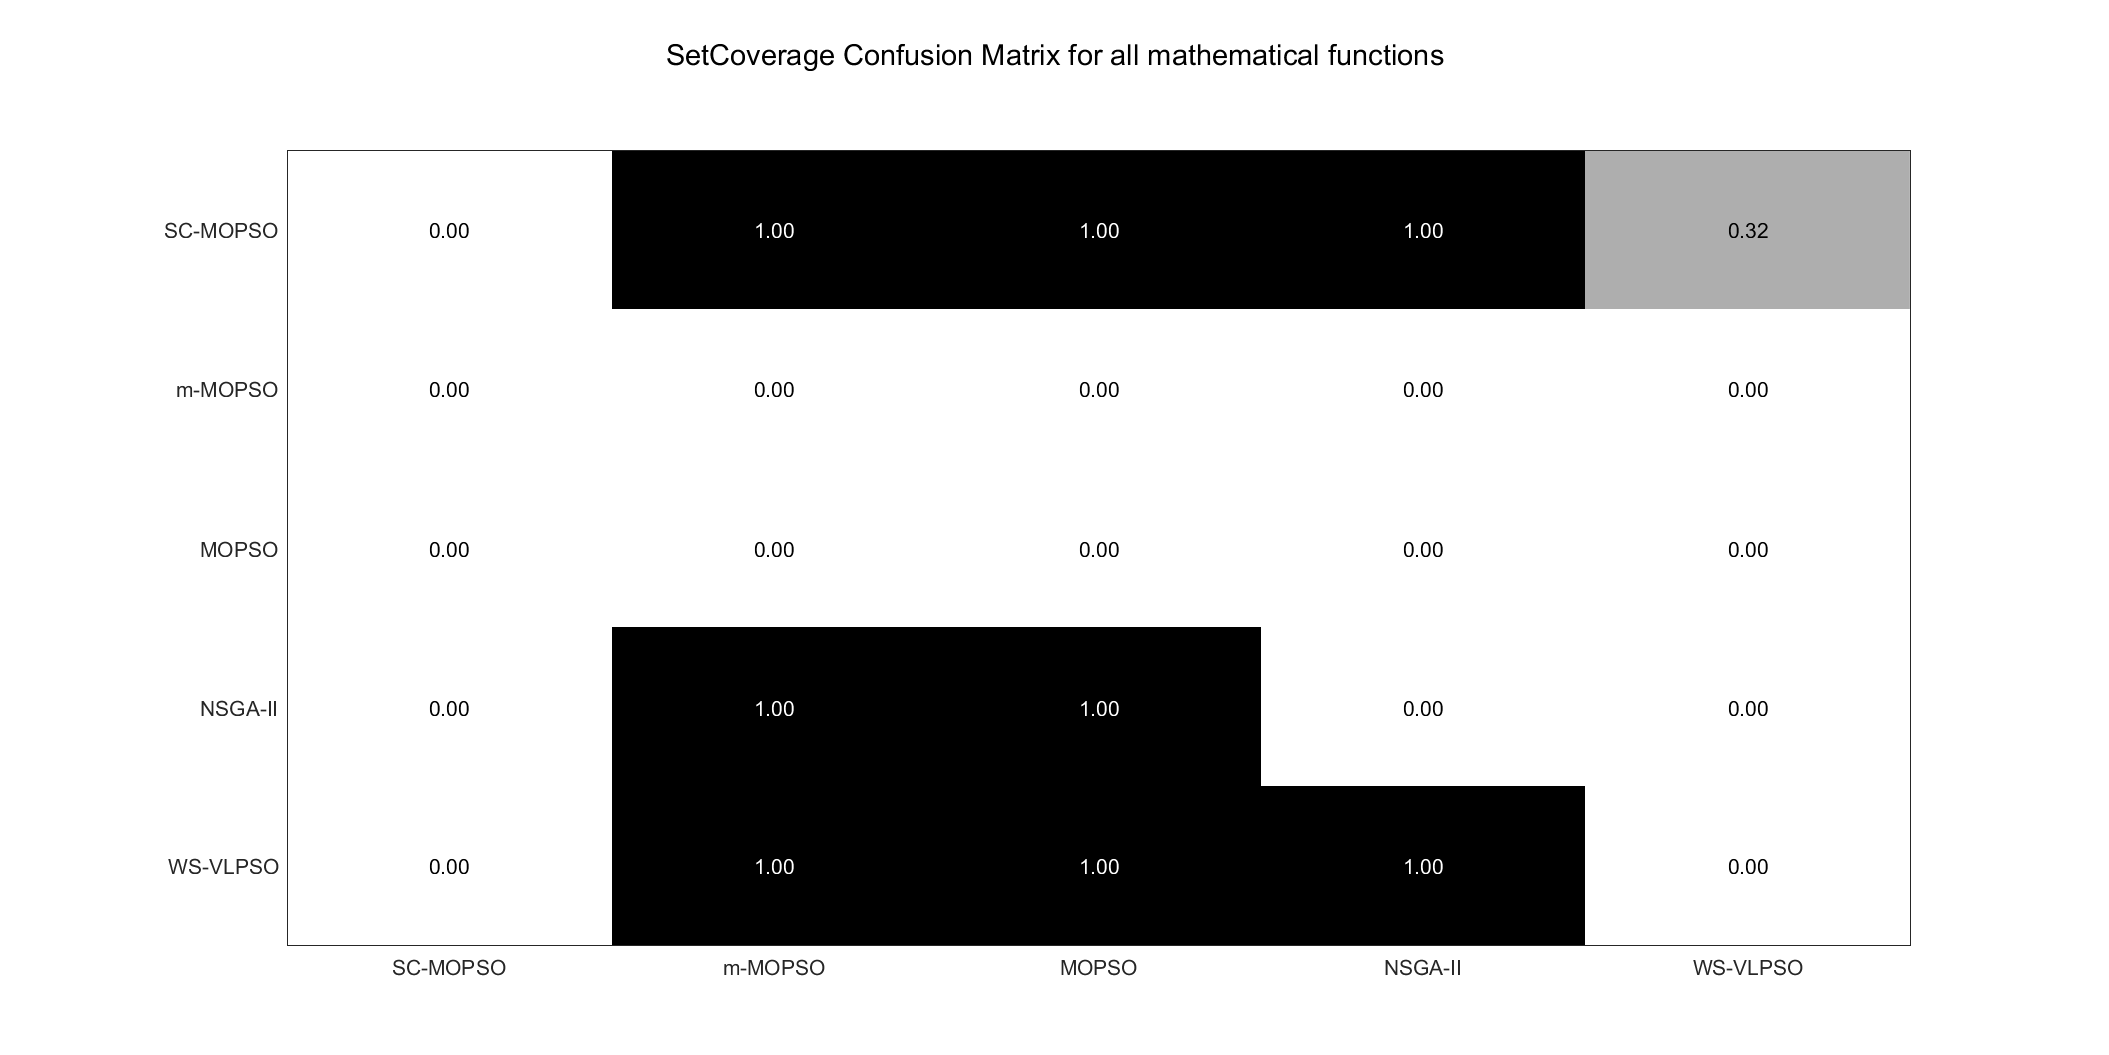 SetCoverage Confusion Matrix for all mathematical functions
SC-MOPSO 0.00 1.00 1.00 1.00 0.32
m-MOPSO 0.00 0.00 0.00 0.00 0.00
MOPSO 0.00 0.00 0.00 0.00 0.00
NSGA-II 0.00 1.00 1.00 0.00 0.00
WS-VLPSO 0.00 1.00 1.00 1.00 0.00
SC-MOPSO m-MOPSO MOPSO NSGA-II WS-VLPSO